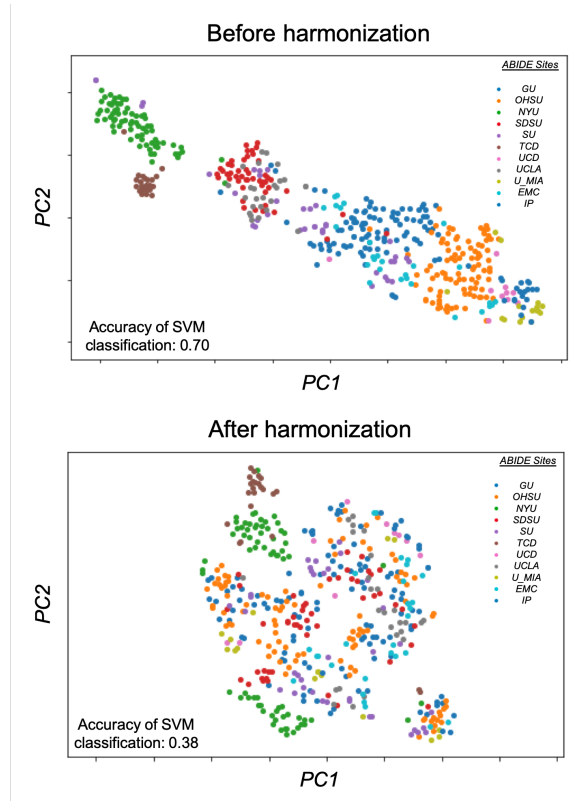 Before harmonization
ABIDE Sites
GU
OHSU
NYU
SDSU
SU
TCD
UCD
UCLA
U_MIA
EMC
IP
PC2
Accuracy of SVM
classification: 0.70
PC1
After harmonization
ABIDE Sites
GU
OHSU
NYU
SDSU
SU
TCD
UCD
UCLA
U_MIA
EMC
IP
PC2
Accuracy of SVM
classification: 0.38
PC1